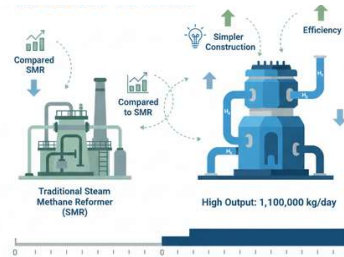 Simpler
Construction
Efficiency
Compared
SMR
Compared
to SMR
H₂
H₂
H₂
H₂
Traditional Steam
Methane Reformer
(SMR)
High Output: 1,100,000 kg/day
0
0